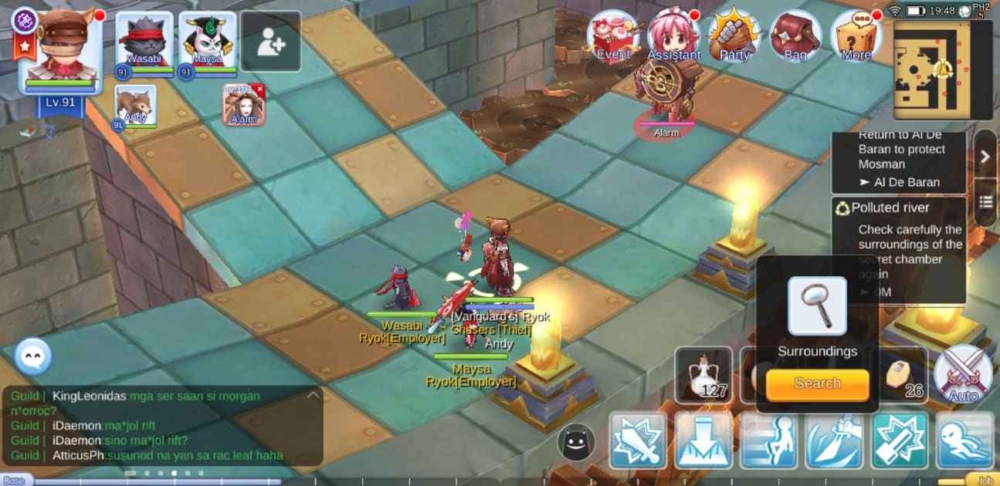 19:48
PH2
5
Wasabi
Maysa
91
91
Lv.91
Andy
91
Alarm
Event
Assistant
Party
Bag
More
Alarm
Return to Al De
Baran to protect
Mosman
► Al De Baran
Polluted river
Check carefully the
surroundings of the
secret chamber
again
► 0M
Wasabi
Ryok[Employer]
[Vanguard's] Ryok
Chasers [Thief]
Andy
Maysa
Ryok[Employer]
Surroundings
Search
127
26
Auto
Guild | KingLeonidas:mga ser saan si morgan
n*orroc?
Guild | iDaemon:ma*jol rift
Guild | iDaemon:sino ma*jol rift?
Guild | AtticusPh:susunod na yan sa rac leaf haha
Base
Job